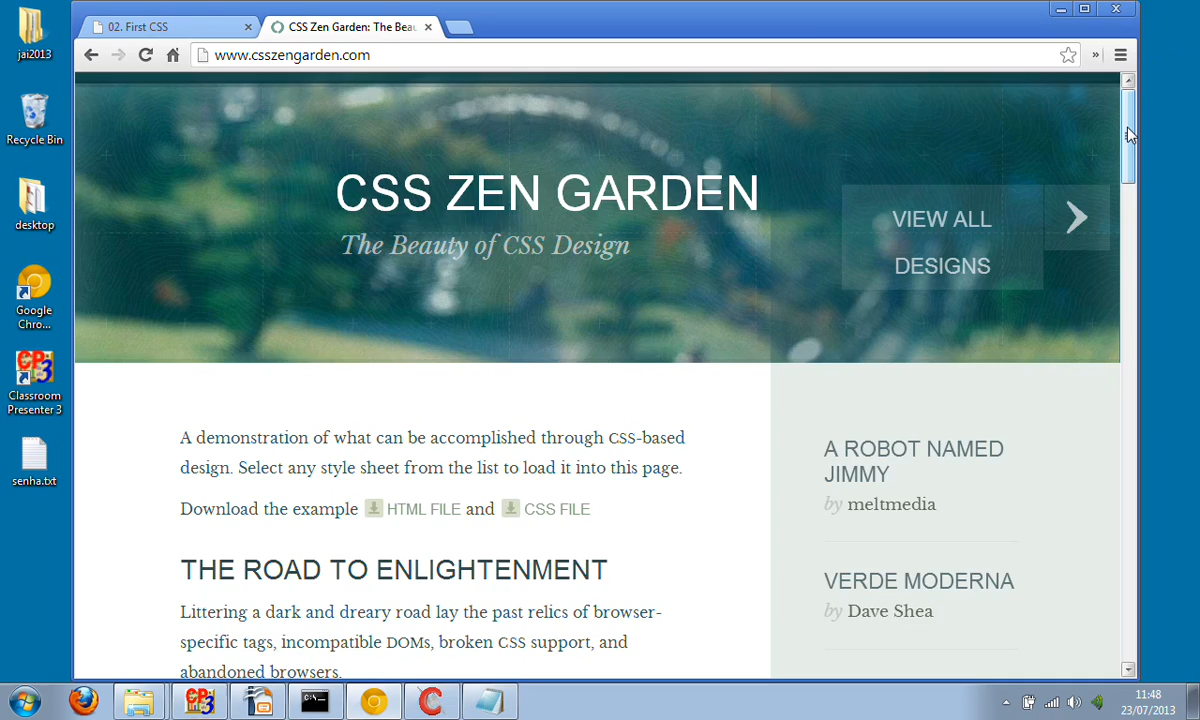 jai2013
Recycle Bin
desktop
Google
Chro...
Classroom
Presenter 3
senha.txt
02. First CSS
CSS Zen Garden: The Beau
www.csszengarden.com
CSS ZEN GARDEN
The Beauty of CSS Design
VIEW ALL
DESIGNS
A demonstration of what can be accomplished through CSS-based
design. Select any style sheet from the list to load it into this page.
Download the example HTML FILE and CSS FILE
THE ROAD TO ENLIGHTENMENT
Littering a dark and dreary road lay the past relics of browser-
specific tags, incompatible DOMs, broken CSS support, and
abandoned browsers.
A ROBOT NAMED
JIMMY
by meltmedia
VERDE MODERNA
by Dave Shea
11:48
23/07/2013